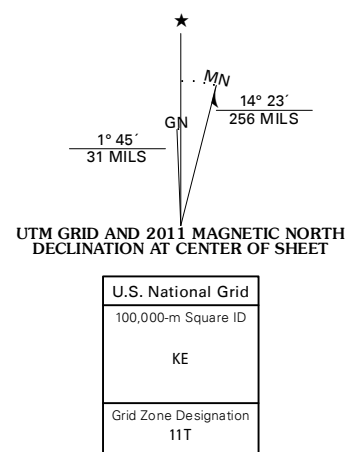 ★
MN
14° 23´
256 MILS
GN
1° 45´
31 MILS
UTM GRID AND 2011 MAGNETIC NORTH
DECLINATION AT CENTER OF SHEET
U.S. National Grid
100,000-m Square ID
KE
Grid Zone Designation
11T